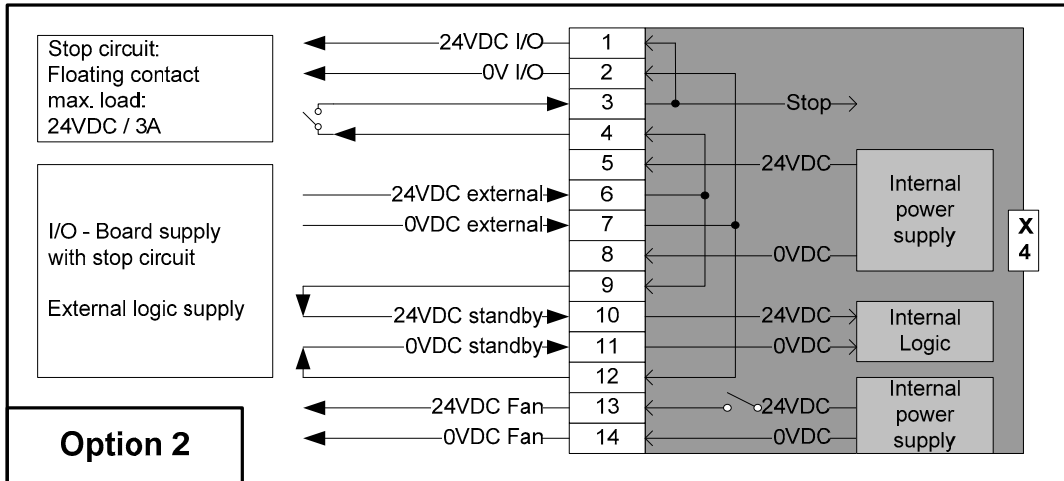 Stop circuit:
Floating contact
max. load:
24VDC / 3A
I/O - Board supply
with stop circuit
External logic supply
Option 2
24VDC I/O
0V I/O
24VDC external
0VDC external
24VDC standby
0VDC standby
24VDC Fan
0VDC Fan
1
2
3
4
5
6
7
8
9
10
11
12
13
14
Stop
24VDC
0VDC
24VDC
0VDC
24VDC
0VDC
Internal
power
supply
Internal
Logic
Internal
power
supply
X
4